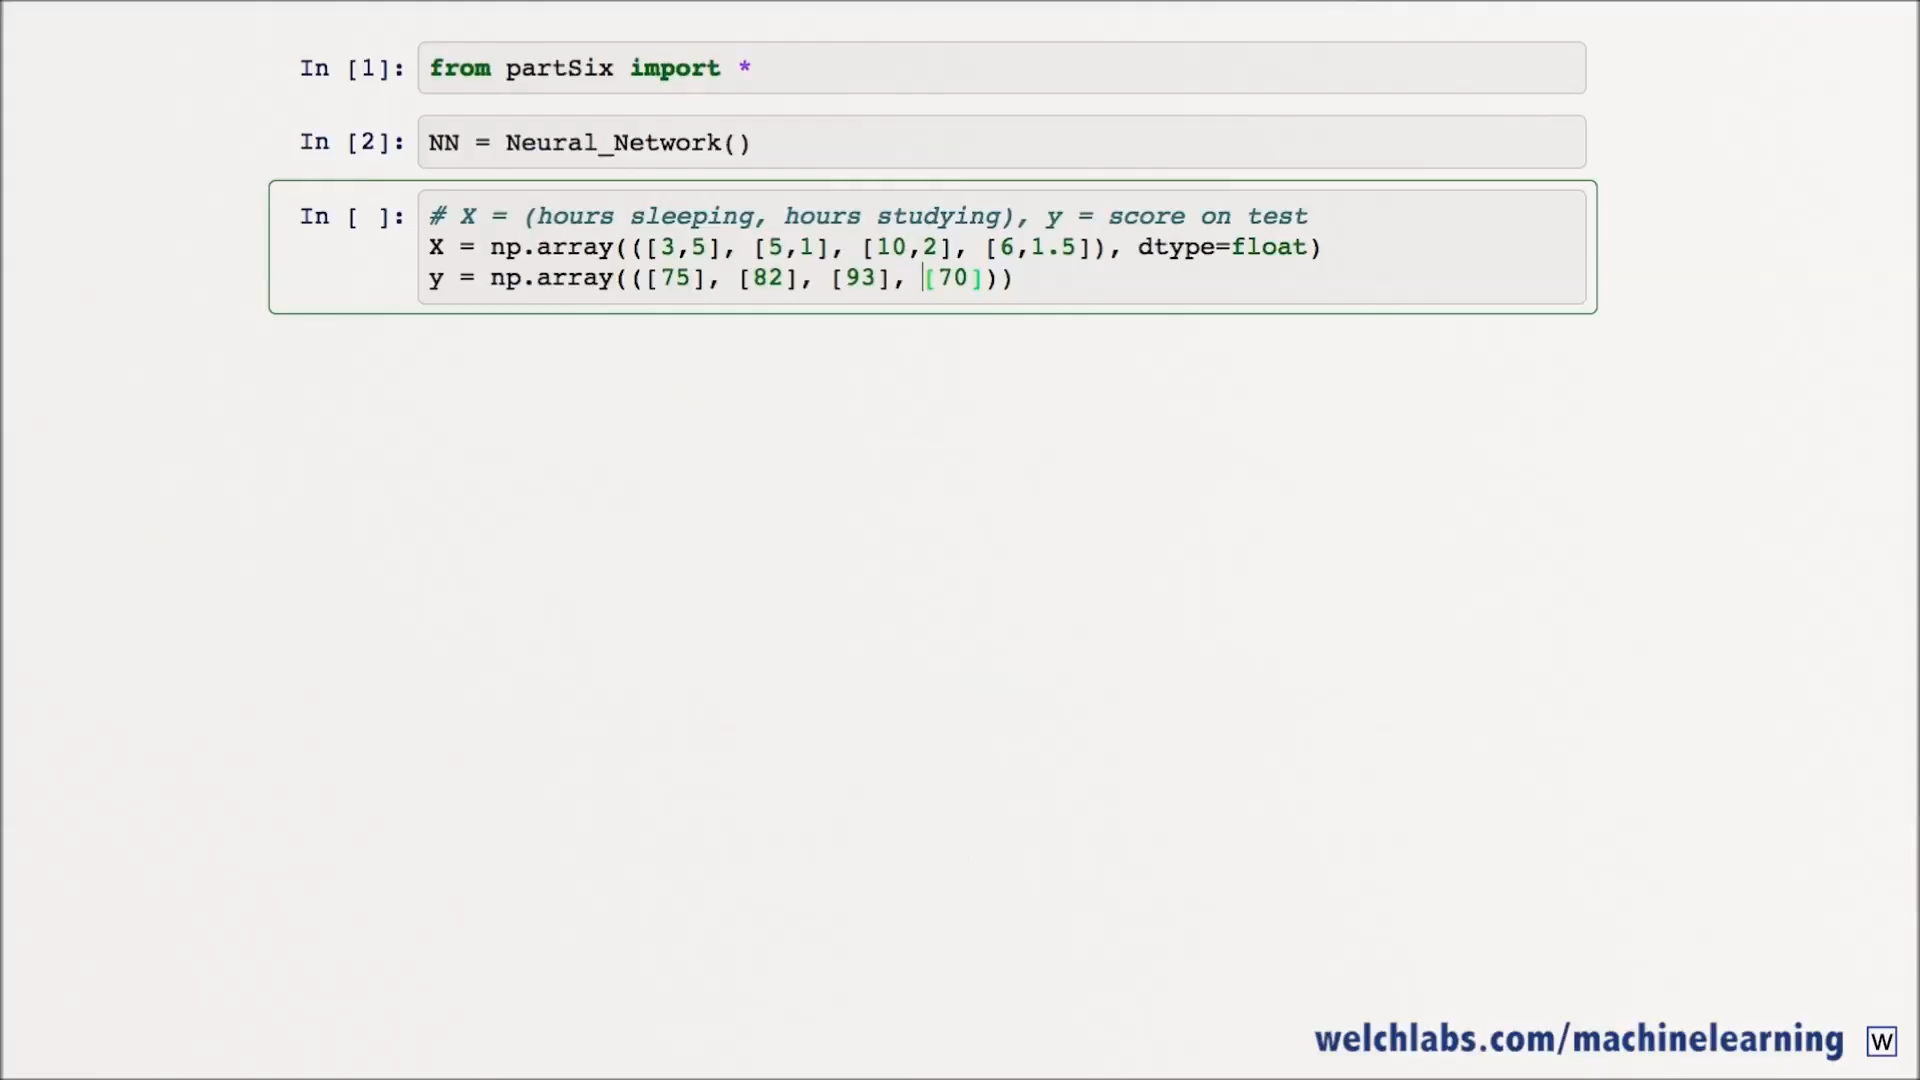 In [1]: from partSix import *
In [2]: NN = Neural_Network()
In [ ]: # X = (hours sleeping, hours studying), y = score on test
X = np.array(([3,5], [5,1], [10,2], [6,1.5]), dtype=float)
y = np.array(([75], [82], [93], [70]))
welchlabs.com/machinelearning W